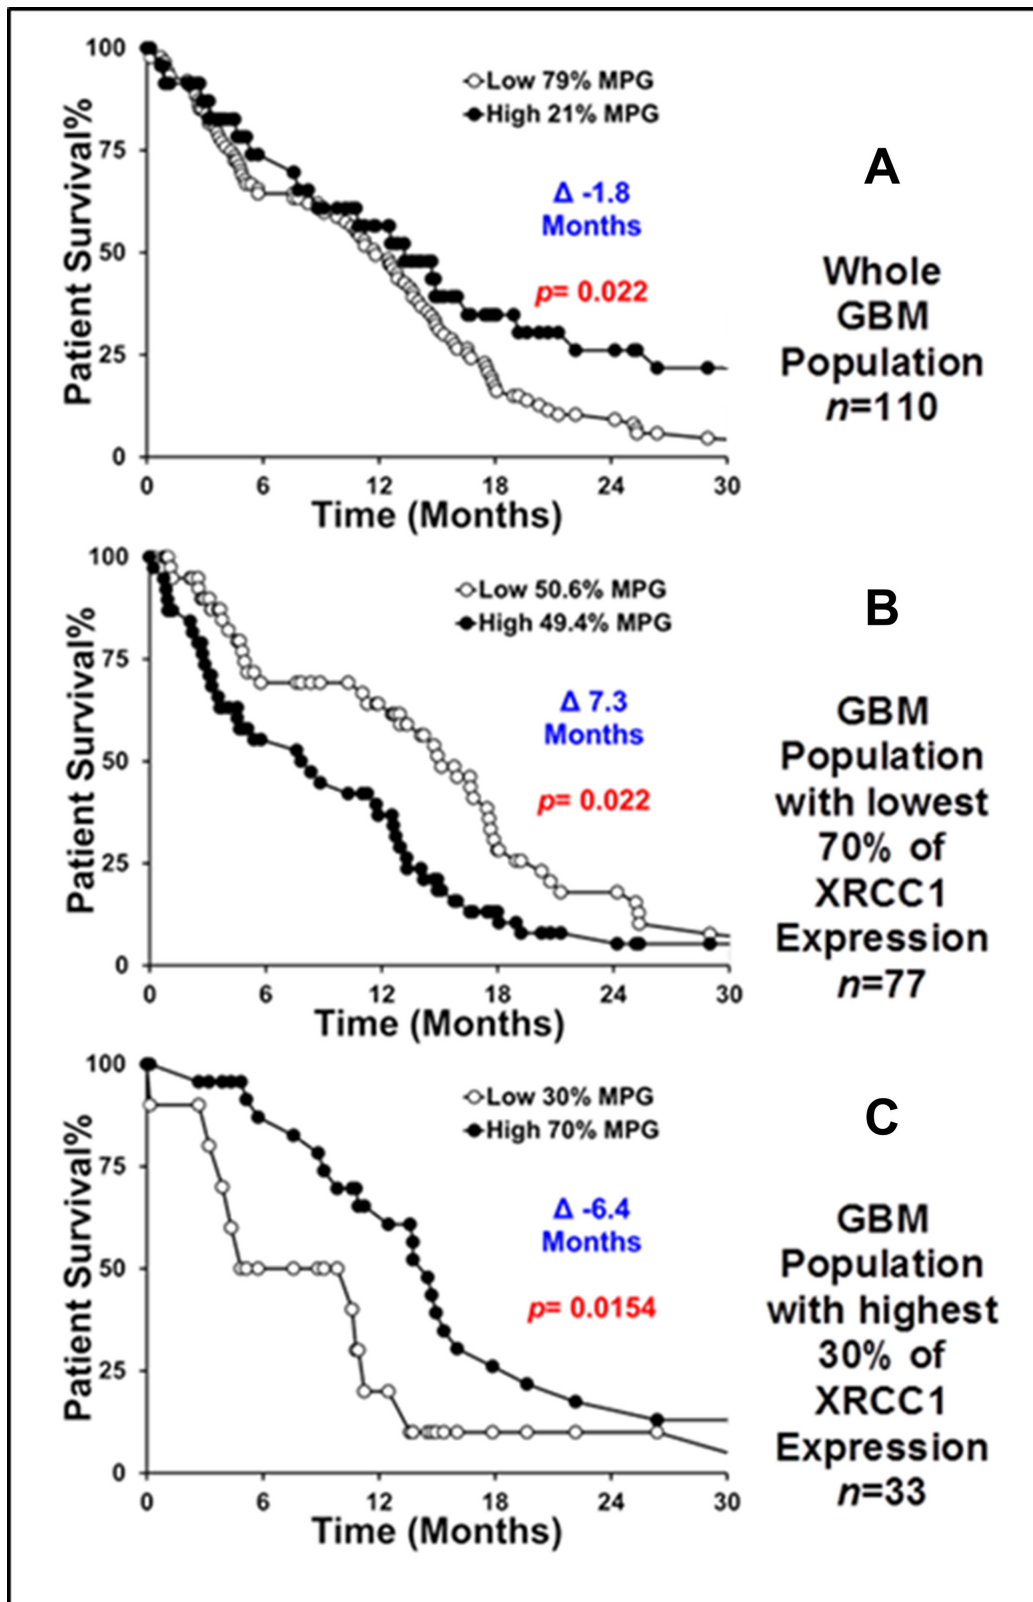 100
75
50
25
0
Patient Survival%
Low 79% MPG
High 21% MPG
Δ -1.8
Months
p= 0.022
0 6 12 18 24 30
Time (Months)
A
Whole
GBM
Population
n=110
100
75
50
25
0
Patient Survival%
Low 50.6% MPG
High 49.4% MPG
Δ 7.3
Months
p= 0.022
0 6 12 18 24 30
Time (Months)
B
GBM
Population
with lowest
70% of
XRCC1
Expression
n=77
100
75
50
25
0
Patient Survival%
Low 30% MPG
High 70% MPG
Δ -6.4
Months
p= 0.0154
0 6 12 18 24 30
Time (Months)
C
GBM
Population
with highest
30% of
XRCC1
Expression
n=33